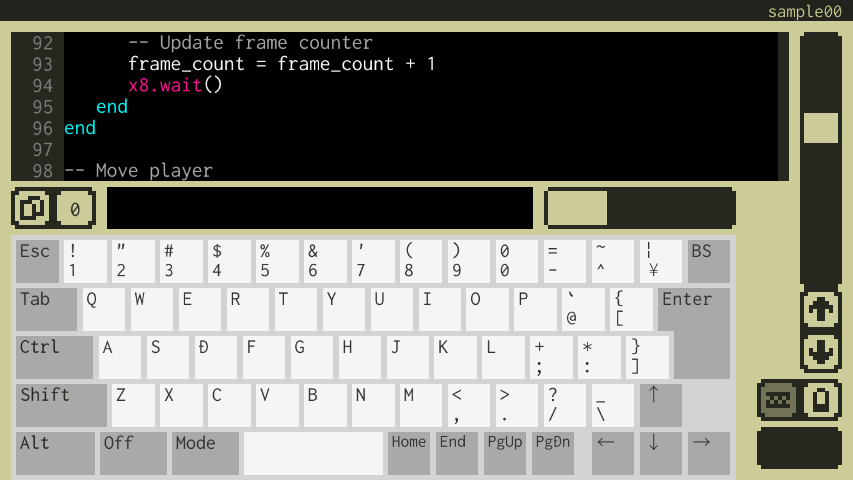 sample00
92 -- Update frame counter
93 frame_count = frame_count + 1
94 x8.wait()
95 end
96 end
97
98 -- Move player
0
Esc ! 1 " 2 # 3 $ 4 % 5 & 6 ' 7 ( 8 ) 9 0 0 = - ~ ^ ¦ ¥ BS
Tab Q W E R T Y U I O P ` @ { [ Enter
Ctrl A S D F G H J K L + ; * : } ]
Shift Z X C V B N M < , > . ? / _ \ ↑
Alt Off Mode Home End PgUp PgDn ← ↓ →